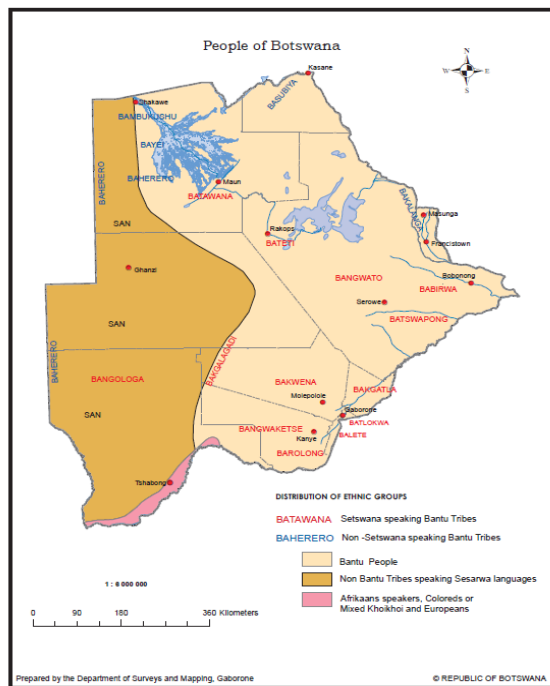 People of Botswana
N
W E
S
Kasane
BASUBIYA
Shakawe
BAMBUKUSHU
BAYEI
BAHERERO
Maun
BATAWANA
BAHERERO
SAN
BAKALANGA
Masunga
Francistown
Rakops
BATETI
Ghanzi
BANGWATO
Bobonong
BABIRWA
Serowe
BATSWAPONG
SAN
BAHERERO
BAKGALAGADI
BANGOLOGA
BAKWENA
BAKGATLA
Molepolole
Gaborone
SAN
BATLOKWA
BANGWAKETSE
BALETE
Kanye
BAROLONG
Tshabong
DISTRIBUTION OF ETHNIC GROUPS
BATAWANA Setswana speaking Bantu Tribes
BAHERERO Non -Setswana speaking Bantu Tribes
Bantu People
Non Bantu Tribes speaking Sesarwa languages
Afrikaans speakers, Coloreds or
Mixed Khoikhoi and Europeans
1 : 6 000 000
0 90 180 360 Kilometers
Prepared by the Department of Surveys and Mapping, Gaborone
© REPUBLIC OF BOTSWANA